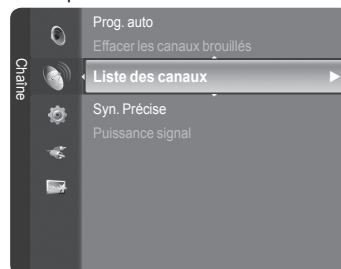 Chaîne
Prog. auto
Effacer les canaux brouillés
Liste des canaux
Syn. Précise
Puissance signal